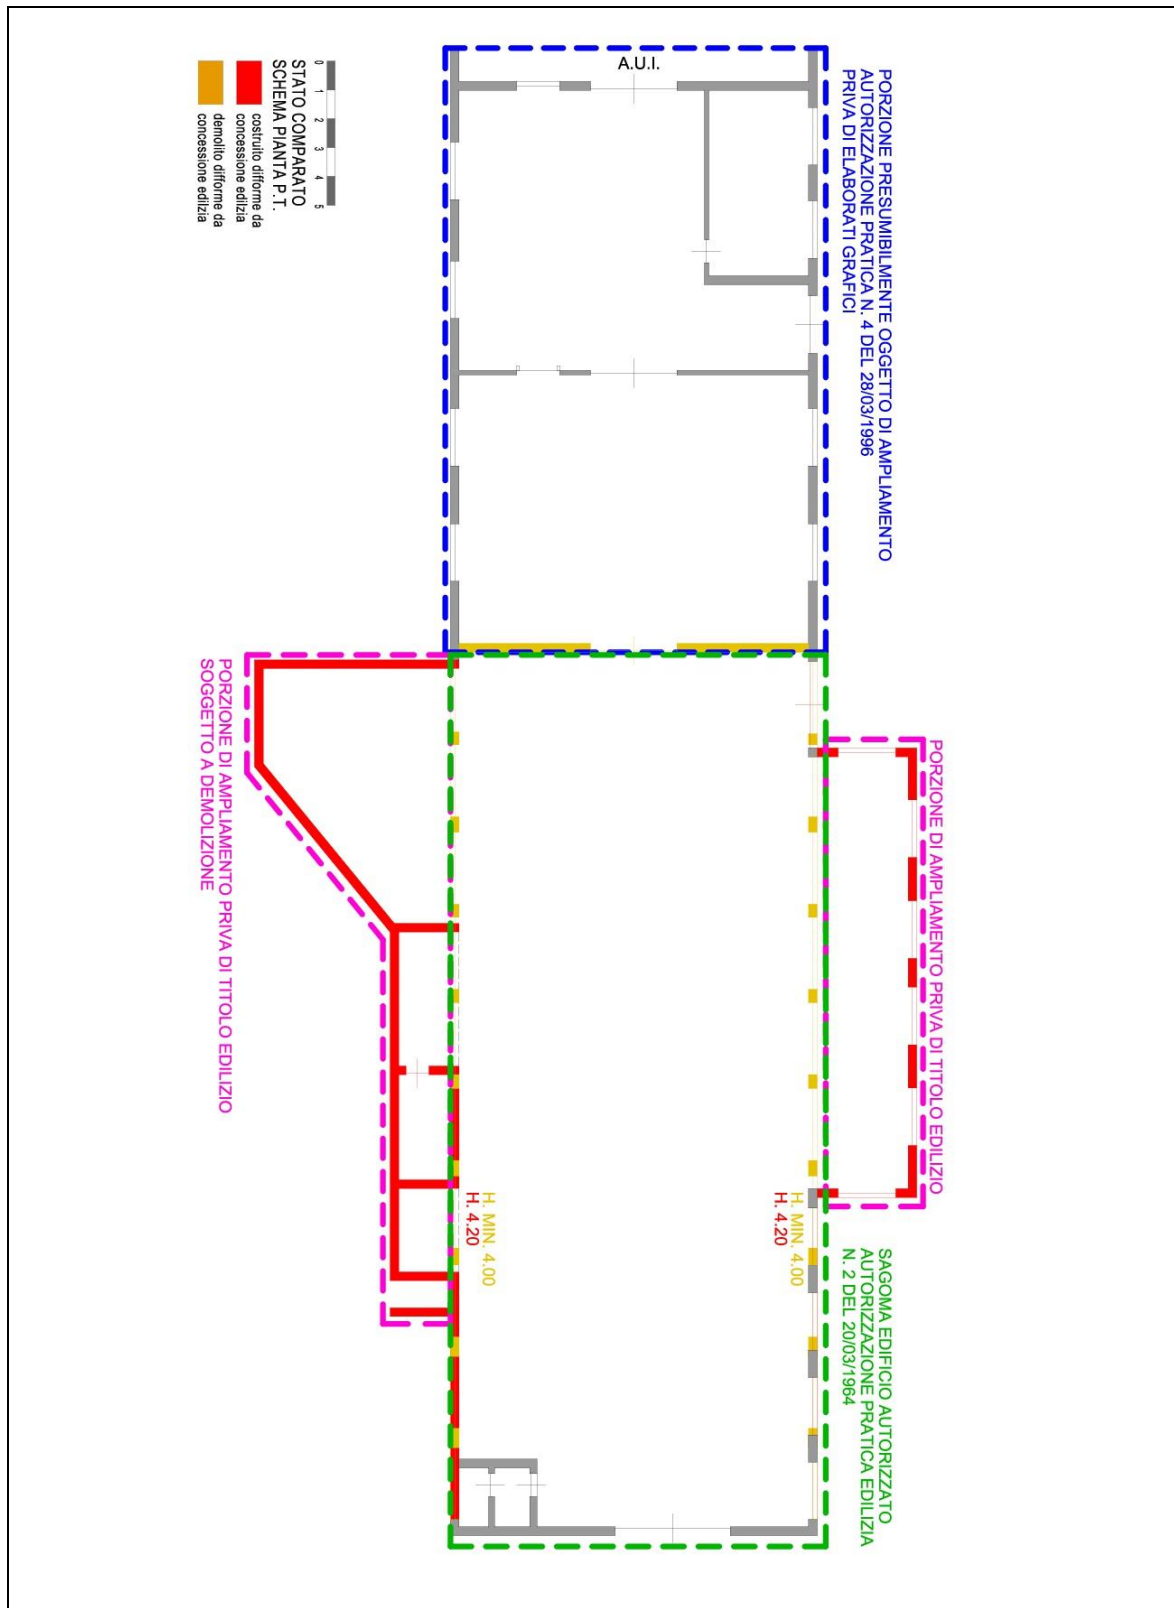 A.U.I.
PORZIONE PRESUMIBILMENTE OGGETTO DI AMPLIAMENTO
AUTORIZZAZIONE PRATICA N. 4 DEL 28/03/1996
PRIVA DI ELABORATI GRAFICI
0 1 2 3 4 5
STATO COMPARATO
SCHEMA PIANTA P.T.
costruito difforme da
concessione edilizia
demolito difforme da
concessione edilizia
PORZIONE DI AMPLIAMENTO PRIVA DI TITOLO EDILIZIO
SOGGETTO A DEMOLIZIONE
PORZIONE DI AMPLIAMENTO PRIVA DI TITOLO EDILIZIO
H. MIN. 4.00
H. 4.20
H. MIN. 4.00
H. 4.20
SAGOMA EDIFICIO AUTORIZZATO
AUTORIZZAZIONE PRATICA EDILIZIA
N. 2 DEL 20/03/1964